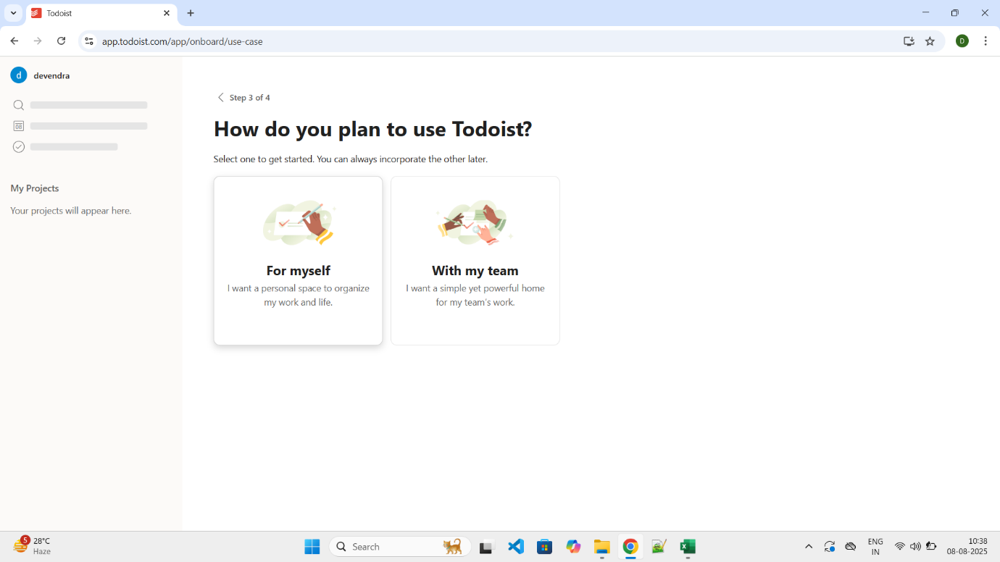 Todoist
app.todoist.com/app/onboard/use-case
D
d devendra
08
My Projects
Your projects will appear here.
Step 3 of 4
How do you plan to use Todoist?
Select one to get started. You can always incorporate the other later.
For myself
I want a personal space to organize
my work and life.
With my team
I want a simple yet powerful home
for my team's work.
5
28°C
Haze
Search
ENG
IN
10:38
08-08-2025